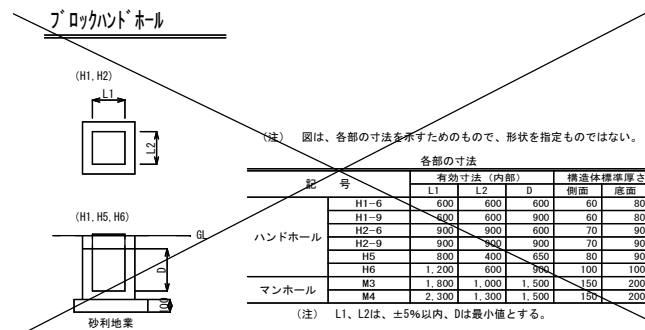 ブロックハンドホール
(H1, H2)
L1
L2
(注) 図は、各部の寸法を示すためのもので、形状を指定ものではない。
各部の寸法
記 号 有効寸法(内部) 構造体標準厚さ
L1 L2 D 側面 底面
ハンドホール
H1-6 600 600 600 60 80
H1-9 600 600 900 60 80
H2-6 900 900 600 70 90
H2-9 900 900 900 70 90
H5 800 400 650 80 90
H6 1,200 600 900 100 100
マンホール
M3 1,800 1,000 1,500 150 200
M4 2,300 1,300 1,500 150 200
(注) L1、L2は、±5%以内、Dは最小値とする。
(H1, H5, H6)
GL
D
100
砂利地業